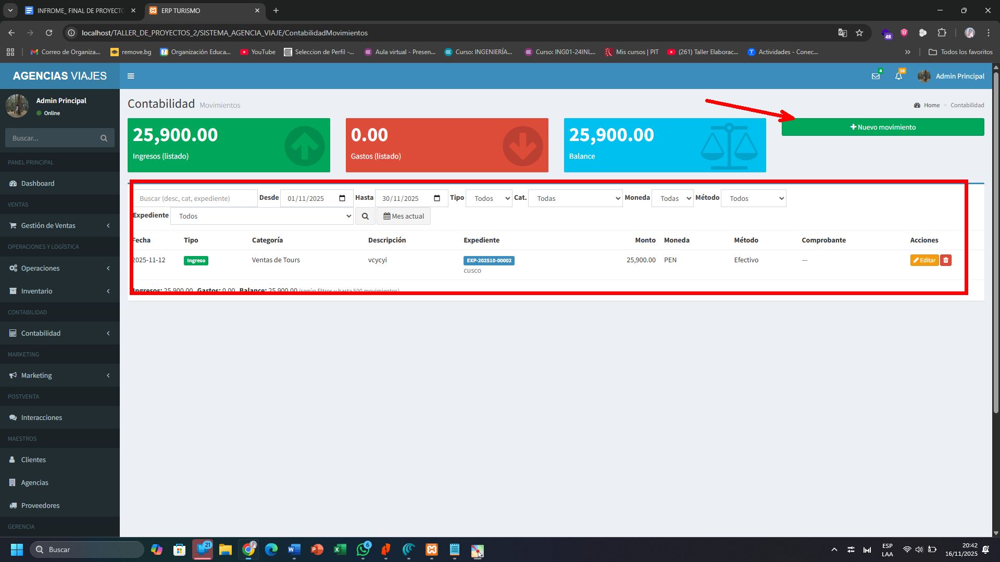 INFROME_ FINAL DE PROYECTO
ERP TURISMO
localhost/TALLER_DE_PROYECTOS_2/SISTEMA_AGENCIA_VIAJE/ContabilidadMovimientos
48
Correo de Organiza...
remove.bg
7
Organización Educa...
YouTube
Seleccion de Perfil -...
Aula virtual - Presen...
Curso: INGENIERÍA...
Curso: ING01-24INL...
Mis cursos | PIT
(261) Taller Elaborac...
Actividades - Conec...
Todos los favoritos
AGENCIAS VIAJES
4
10
Admin Principal
Admin Principal
Online
Buscar...
PANEL PRINCIPAL
Dashboard
VENTAS
Gestión de Ventas
OPERACIONES Y LOGÍSTICA
Operaciones
Inventario
CONTABILIDAD
Contabilidad
MARKETING
Marketing
POSTVENTA
Interacciones
MAESTROS
Clientes
Agencias
Proveedores
GERENCIA
Contabilidad Movimientos
Home > Contabilidad
25,900.00
Ingresos (listado)
0.00
Gastos (listado)
25,900.00
Balance
Nuevo movimiento
Buscar (desc, cat, expediente) Desde 01/11/2025 Hasta 30/11/2025 Tipo Todos Cat. Todas Moneda Todas Método Todos
Expediente Todos Mes actual
Fecha Tipo Categoría Descripción Expediente Monto Moneda Método Comprobante Acciones
2025-11-12 Ingreso Ventas de Tours vcycyi EXP-202510-00002 25,900.00 PEN Efectivo — Editar
cusco
Ingresos: 25,900.00 Gastos: 0.00 Balance: 25,900.00 (según filtros y hasta 500 movimientos)
Buscar
21
6
ESP
LAA
20:42
16/11/2025